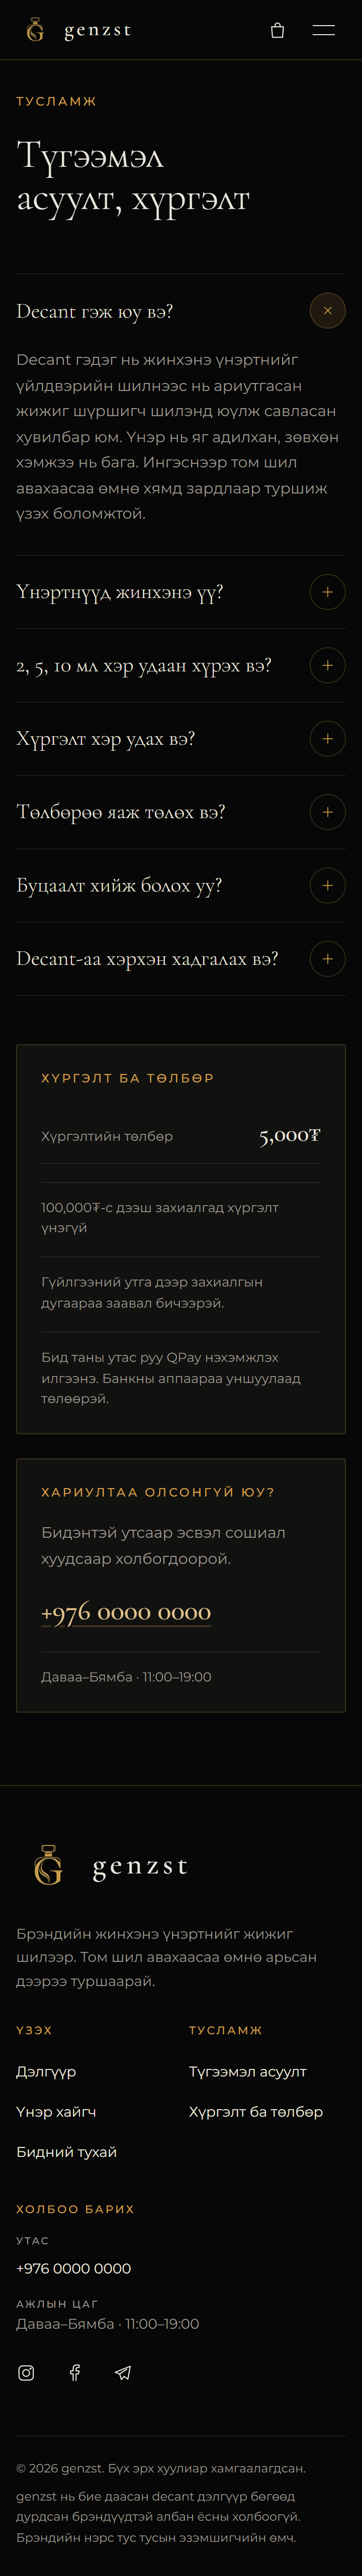 genzst
ТУСЛАМЖ
Түгээмэл
асуулт, хүргэлт
Decant гэж юу вэ?
Decant гэдэг нь жинхэнэ үнэртнийг
үйлдвэрийн шилнээс нь ариутгасан
жижиг шүршигч шилэнд юүлж савласан
хувилбар юм. Үнэр нь яг адилхан, зөвхөн
хэмжээ нь бага. Ингэснээр том шил
авахаасаа өмнө хямд зардлаар туршиж
үзэх боломжтой.
Үнэртнүүд жинхэнэ үү?
2, 5, 10 мл хэр удаан хүрэх вэ?
Хүргэлт хэр удах вэ?
Төлбөрөө яаж төлөх вэ?
Буцаалт хийж болох уу?
Decant-аа хэрхэн хадгалах вэ?
ХҮРГЭЛТ БА ТӨЛБӨР
Хүргэлтийн төлбөр 5,000₮
100,000₮-с дээш захиалгад хүргэлт
үнэгүй
Гүйлгээний утга дээр захиалгын
дугаараа заавал бичээрэй.
Бид таны утас руу QPay нэхэмжлэх
илгээнэ. Банкны аппаараа уншуулаад
төлөөрэй.
ХАРИУЛТАА ОЛСОНГҮЙ ЮУ?
Бидэнтэй утсаар эсвэл сошиал
хуудсаар холбогдоорой.
+976 0000 0000
Даваа–Бямба · 11:00–19:00
genzst
Брэндийн жинхэнэ үнэртнийг жижиг
шилээр. Том шил авахаасаа өмнө арьсан
дээрээ туршаарай.
ҮЗЭХ
Дэлгүүр
Үнэр хайгч
Бидний тухай
ТУСЛАМЖ
Түгээмэл асуулт
Хүргэлт ба төлбөр
ХОЛБОО БАРИХ
УТАС
+976 0000 0000
АЖЛЫН ЦАГ
Даваа–Бямба · 11:00–19:00
© 2026 genzst. Бүх эрх хуулиар хамгаалагдсан.
genzst нь бие даасан decant дэлгүүр бөгөөд
дурдсан брэндүүдтэй албан ёсны холбоогүй.
Брэндийн нэрс тус тусын эзэмшигчийн өмч.